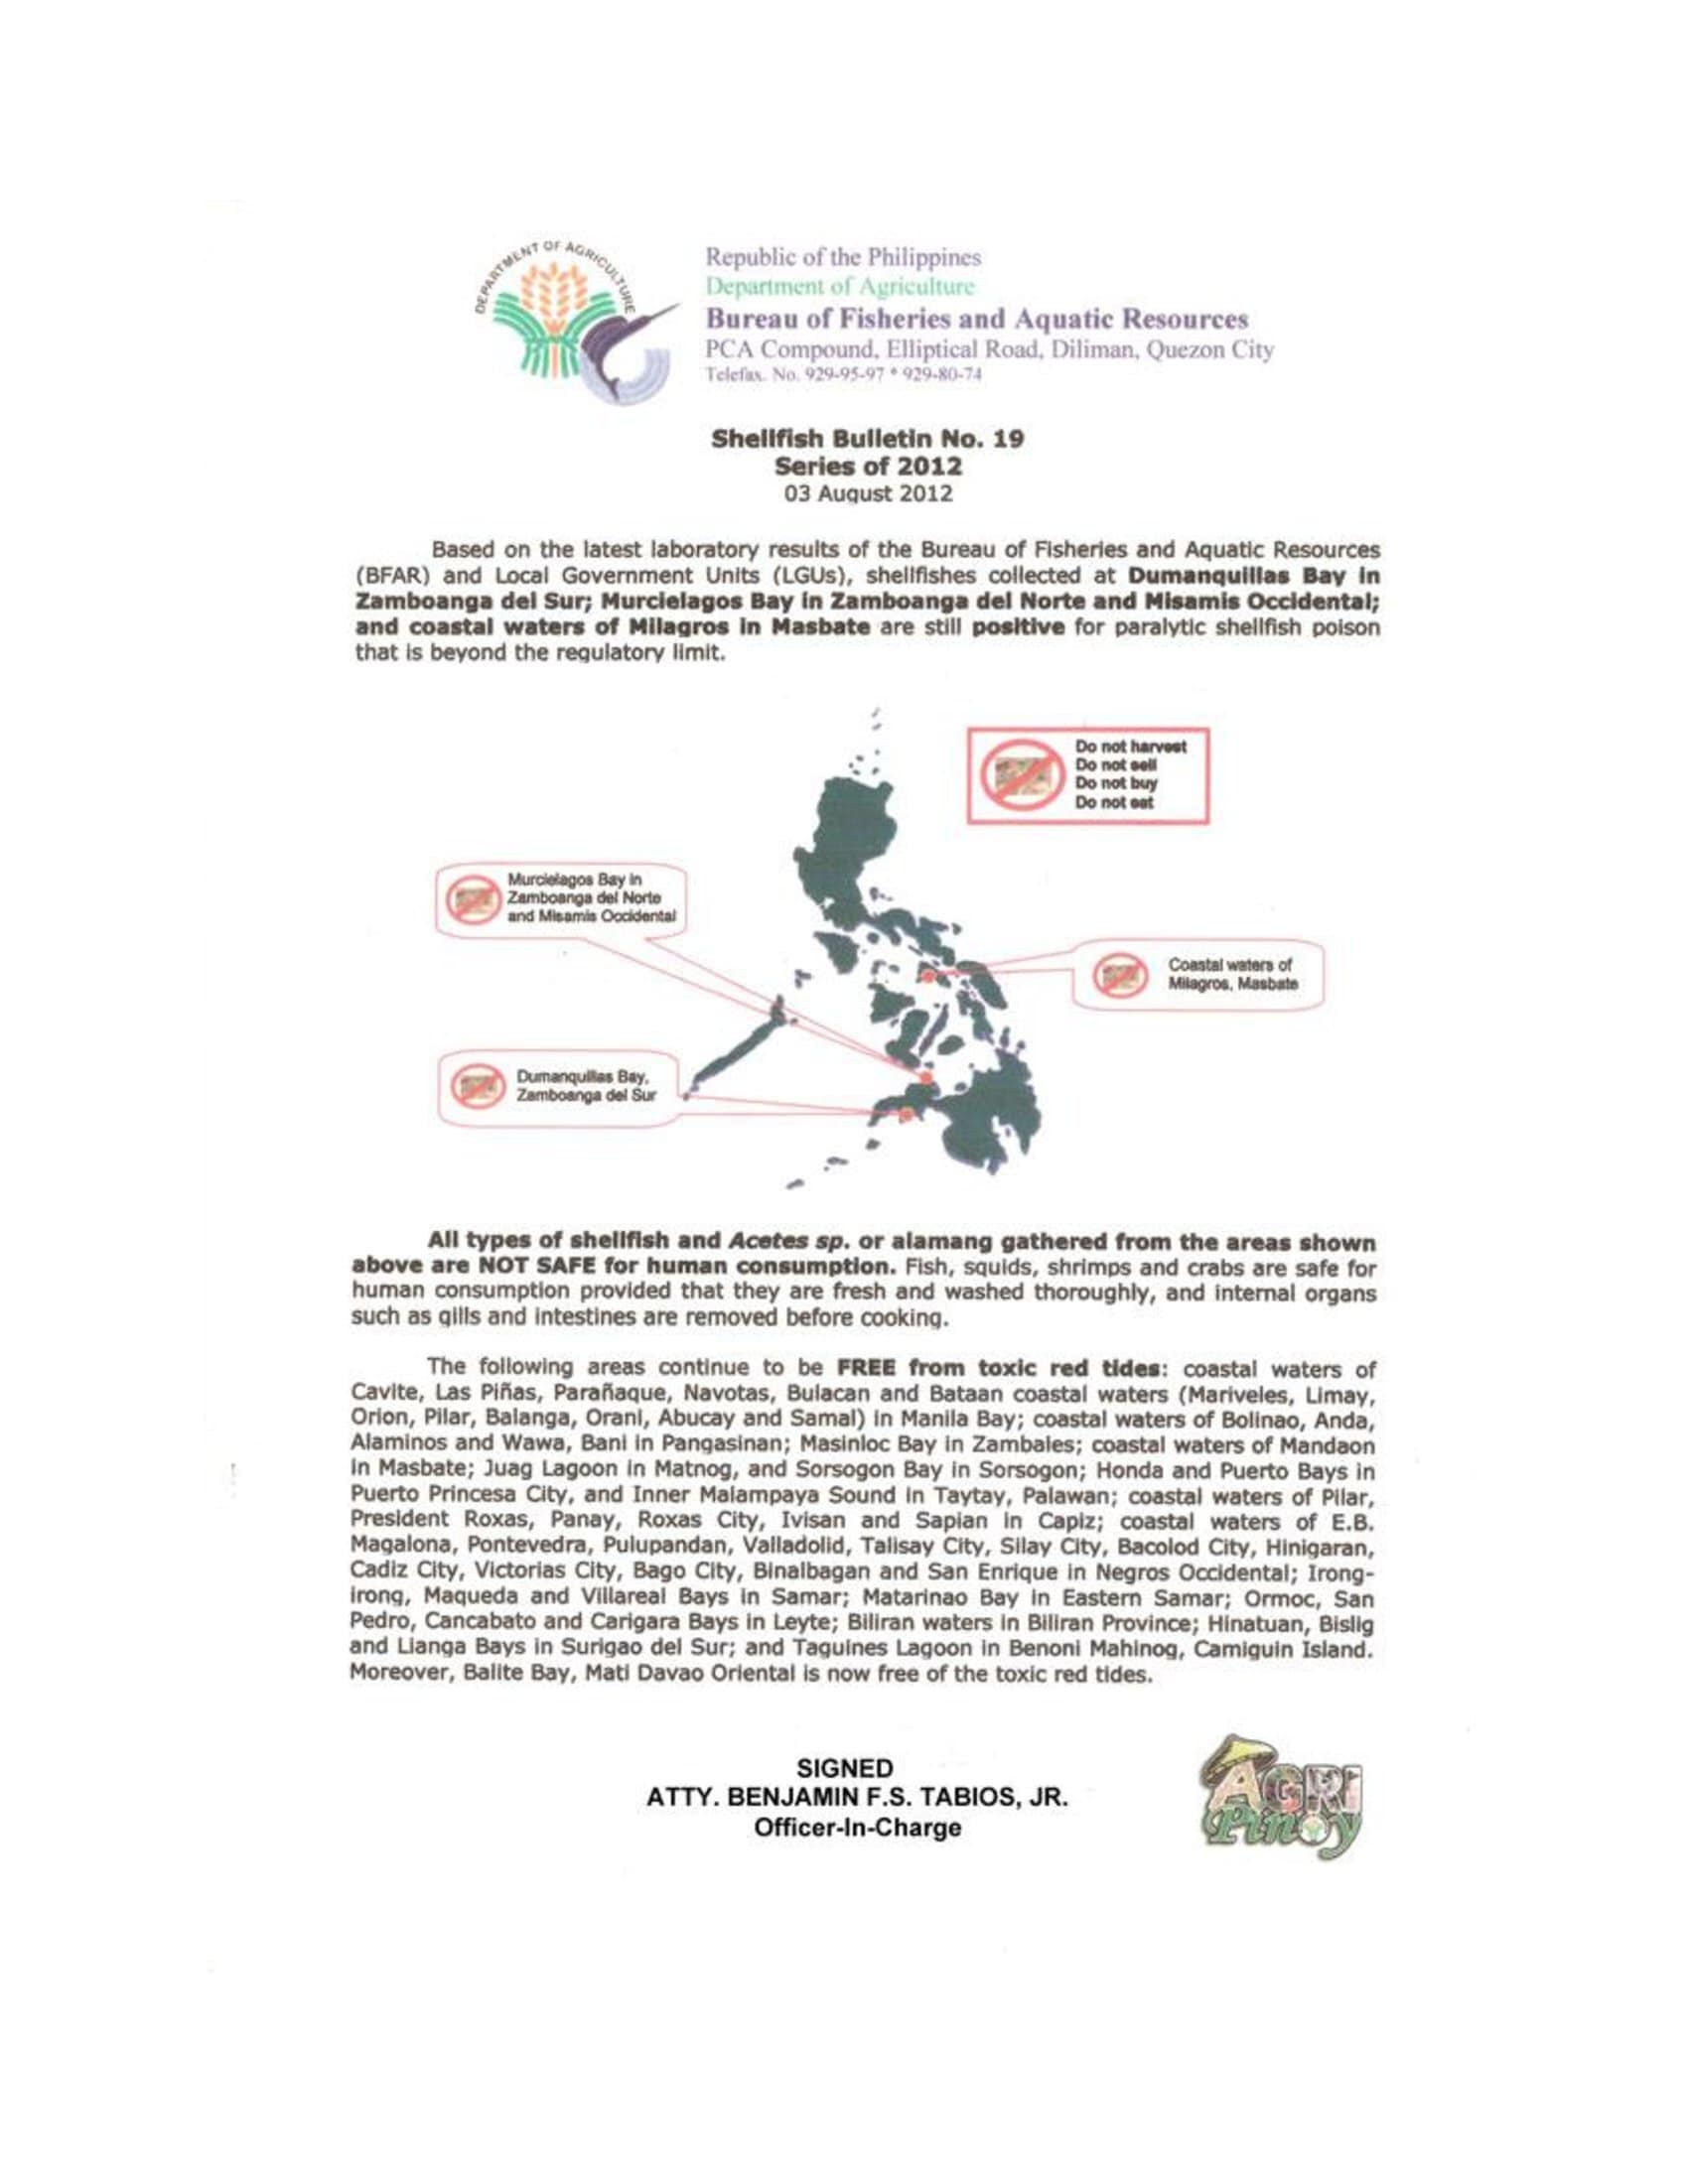 DEPARTMENT OF AGRICULTURE
Republic of the Philippines
Department of Agriculture
Bureau of Fisheries and Aquatic Resources
PCA Compound, Elliptical Road, Diliman, Quezon City
Telefax. No. 929-95-97 * 929-80-74
Shellfish Bulletin No. 19
Series of 2012
03 August 2012
Based on the latest laboratory results of the Bureau of Fisheries and Aquatic Resources
(BFAR) and Local Government Units (LGUs), shellfishes collected at Dumanquillas Bay in
Zamboanga del Sur; Murcielagos Bay in Zamboanga del Norte and Misamis Occidental;
and coastal waters of Milagros in Masbate are still positive for paralytic shellfish poison
that is beyond the regulatory limit.
Do not harvest
Do not sell
Do not buy
Do not eat
Murcielagos Bay in
Zamboanga del Norte
and Misamis Occidental
Coastal waters of
Milagros, Masbate
Dumanquillas Bay,
Zamboanga del Sur
All types of shellfish and Acetes sp. or alamang gathered from the areas shown
above are NOT SAFE for human consumption. Fish, squids, shrimps and crabs are safe for
human consumption provided that they are fresh and washed thoroughly, and internal organs
such as gills and intestines are removed before cooking.
The following areas continue to be FREE from toxic red tides: coastal waters of
Cavite, Las Piñas, Parañaque, Navotas, Bulacan and Bataan coastal waters (Mariveles, Limay,
Orion, Pilar, Balanga, Orani, Abucay and Samal) in Manila Bay; coastal waters of Bolinao, Anda,
Alaminos and Wawa, Bani in Pangasinan; Masinloc Bay in Zambales; coastal waters of Mandaon
in Masbate; Juag Lagoon in Matnog, and Sorsogon Bay in Sorsogon; Honda and Puerto Bays in
Puerto Princesa City, and Inner Malampaya Sound in Taytay, Palawan; coastal waters of Pilar,
President Roxas, Panay, Roxas City, Ivisan and Sapian in Capiz; coastal waters of E.B.
Magalona, Pontevedra, Pulupandan, Valladolid, Talisay City, Silay City, Bacolod City, Hinigaran,
Cadiz City, Victorias City, Bago City, Binalbagan and San Enrique in Negros Occidental; Irong-
irong, Maqueda and Villareal Bays in Samar; Matarinao Bay in Eastern Samar; Ormoc, San
Pedro, Cancabato and Carigara Bays in Leyte; Biliran waters in Biliran Province; Hinatuan, Bislig
and Lianga Bays in Surigao del Sur; and Taguines Lagoon in Benoni Mahinog, Camiguin Island.
Moreover, Balite Bay, Mati Davao Oriental is now free of the toxic red tides.
SIGNED
ATTY. BENJAMIN F.S. TABIOS, JR.
Officer-In-Charge
AGRI
Pinoy